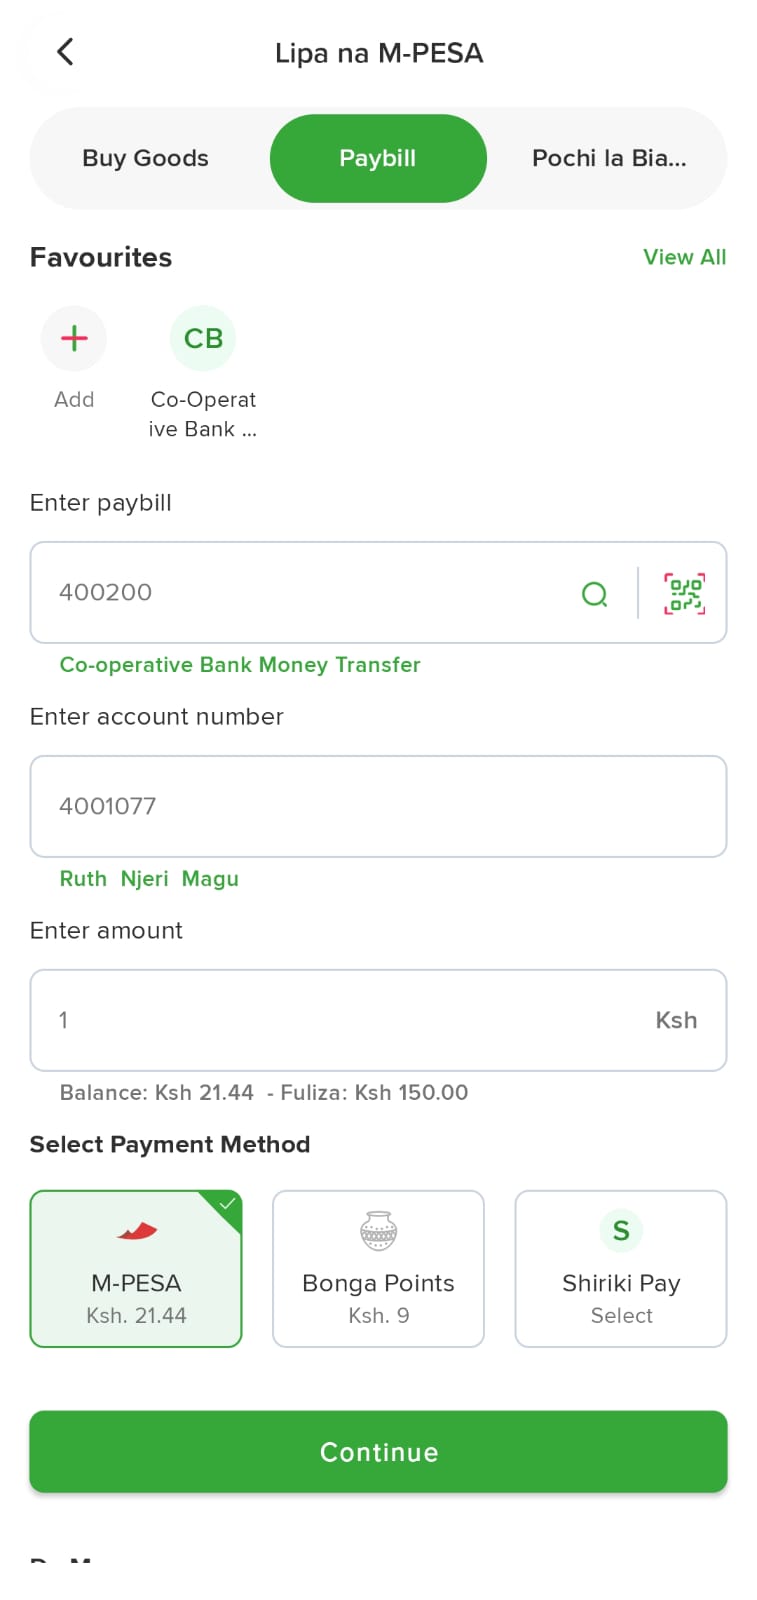 Lipa na M-PESA
Buy Goods
Paybill
Pochi la Bia...
Favourites
View All
CB
Add
Co-Operat
ive Bank ...
Enter paybill
400200
Co-operative Bank Money Transfer
Enter account number
4001077
Ruth Njeri Magu
Enter amount
1
Ksh
Balance: Ksh 21.44 - Fuliza: Ksh 150.00
Select Payment Method
S
M-PESA
Bonga Points
Shiriki Pay
Ksh. 21.44
Ksh. 9
Select
Continue